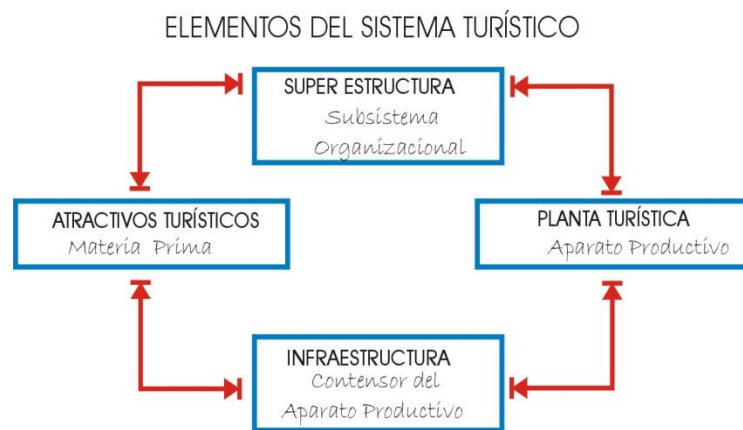 ELEMENTOS DEL SISTEMA TURÍSTICO
SUPER ESTRUCTURA
Subsistema
Organizacional
ATRACTIVOS TURÍSTICOS
Materia Prima
PLANTA TURÍSTICA
Aparato Productivo
INFRAESTRUCTURA
Contensor del
Aparato Productivo